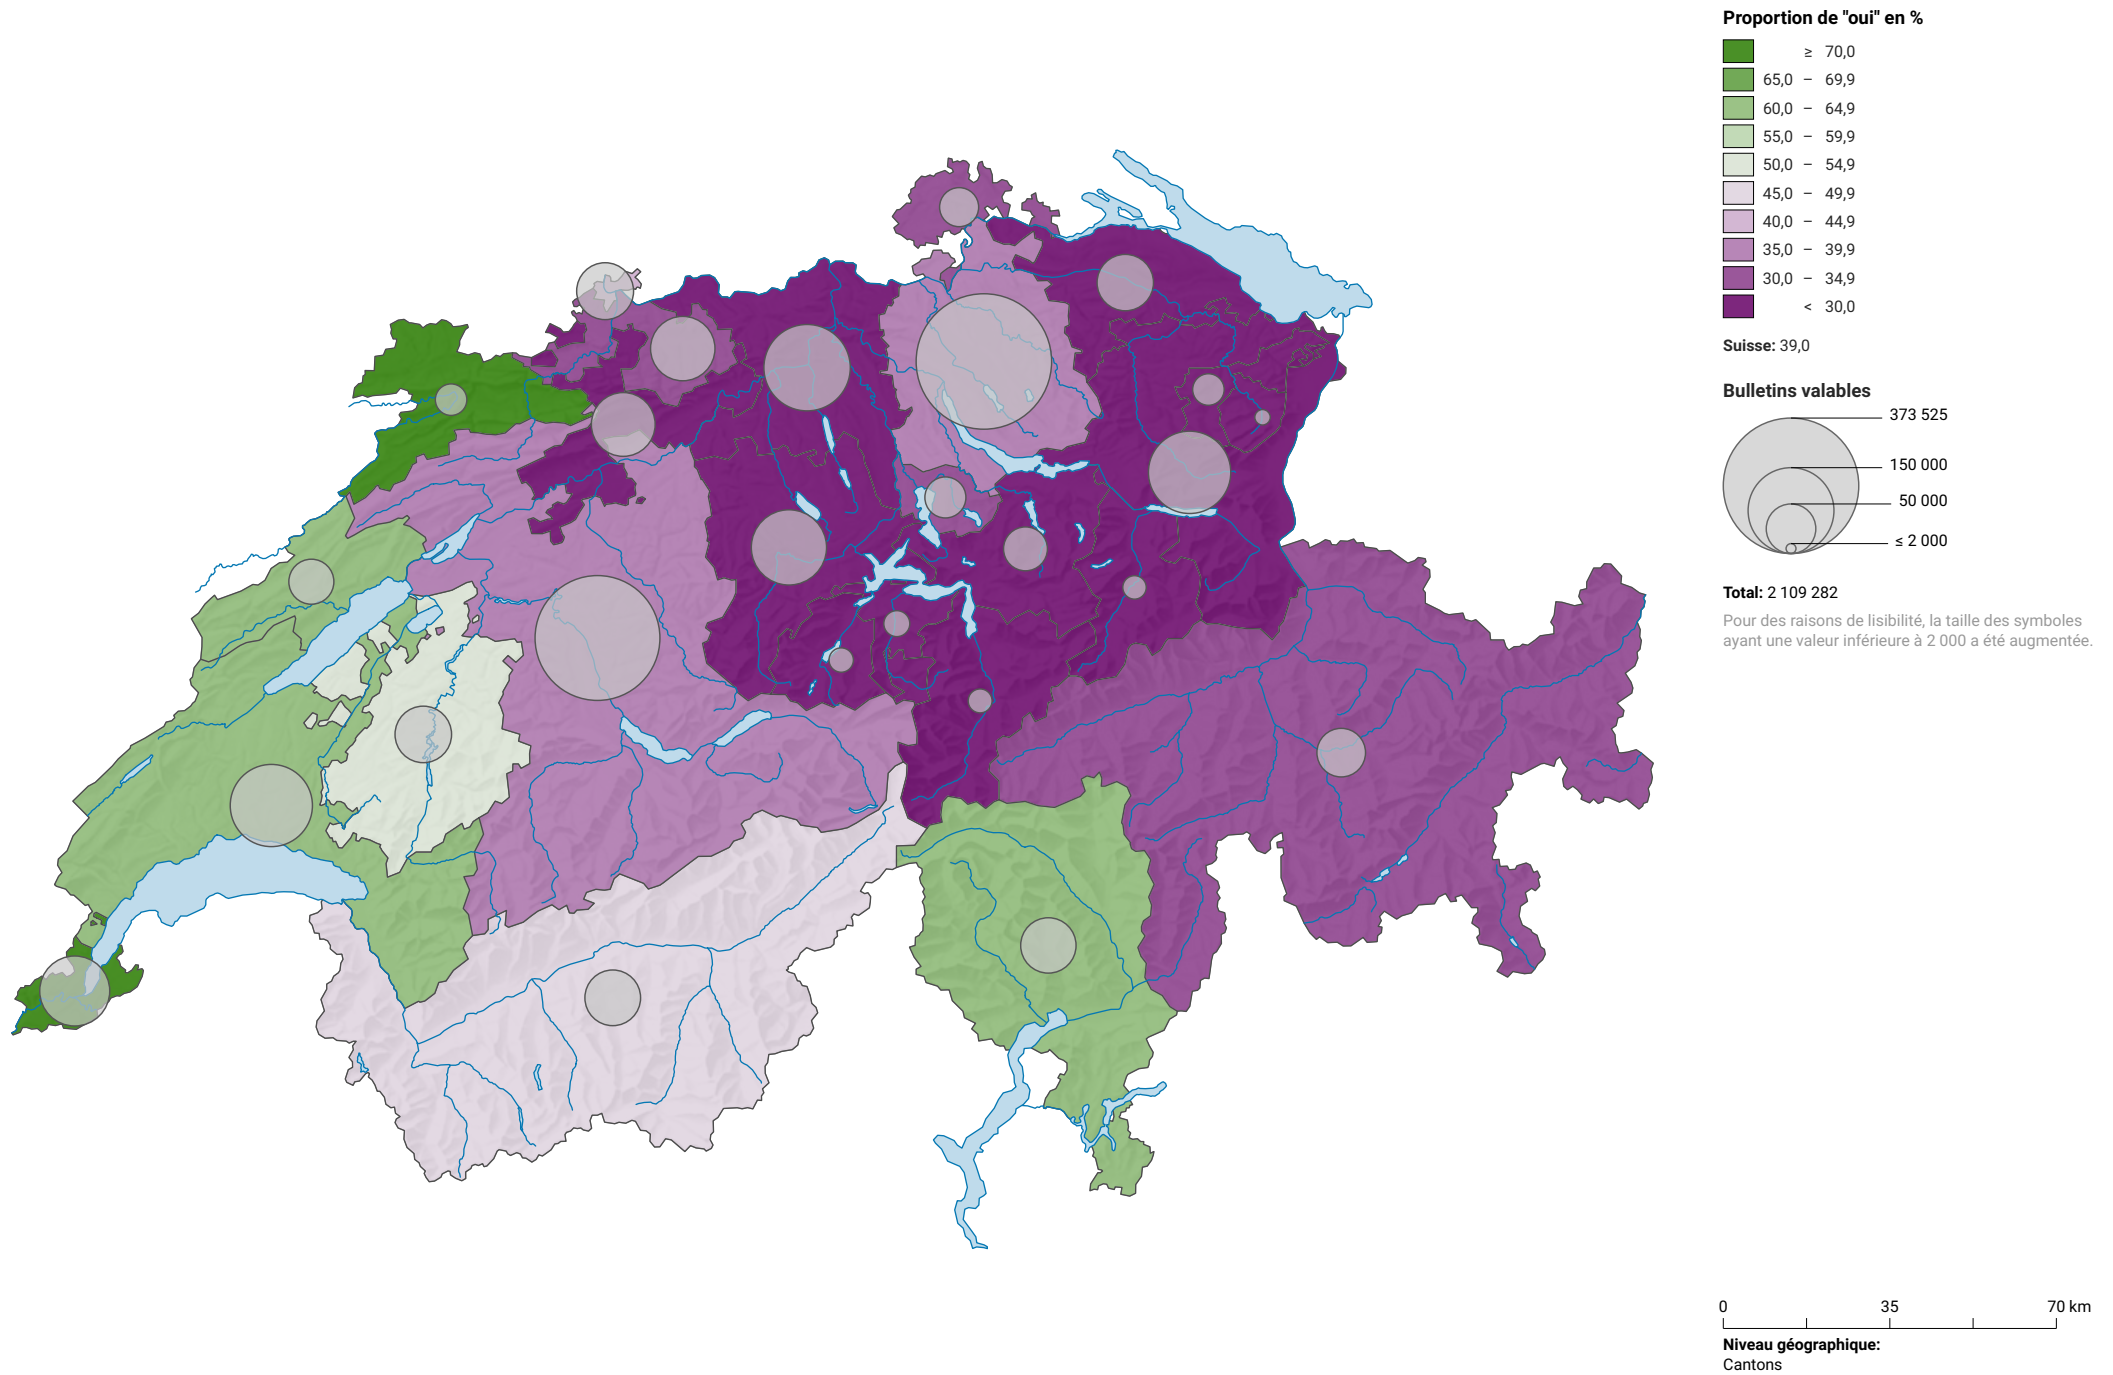 Proportion de "oui" en %
≥ 70,0
65,0 – 69,9
60,0 – 64,9
55,0 – 59,9
50,0 – 54,9
45,0 – 49,9
40,0 – 44,9
35,0 – 39,9
30,0 – 34,9
< 30,0
Suisse: 39,0
Bulletins valables
373 525
150 000
50 000
≤ 2 000
Total: 2 109 282
Pour des raisons de lisibilité, la taille des symboles
ayant une valeur inférieure à 2 000 a été augmentée.
0 35 70 km
Niveau géographique:
Cantons